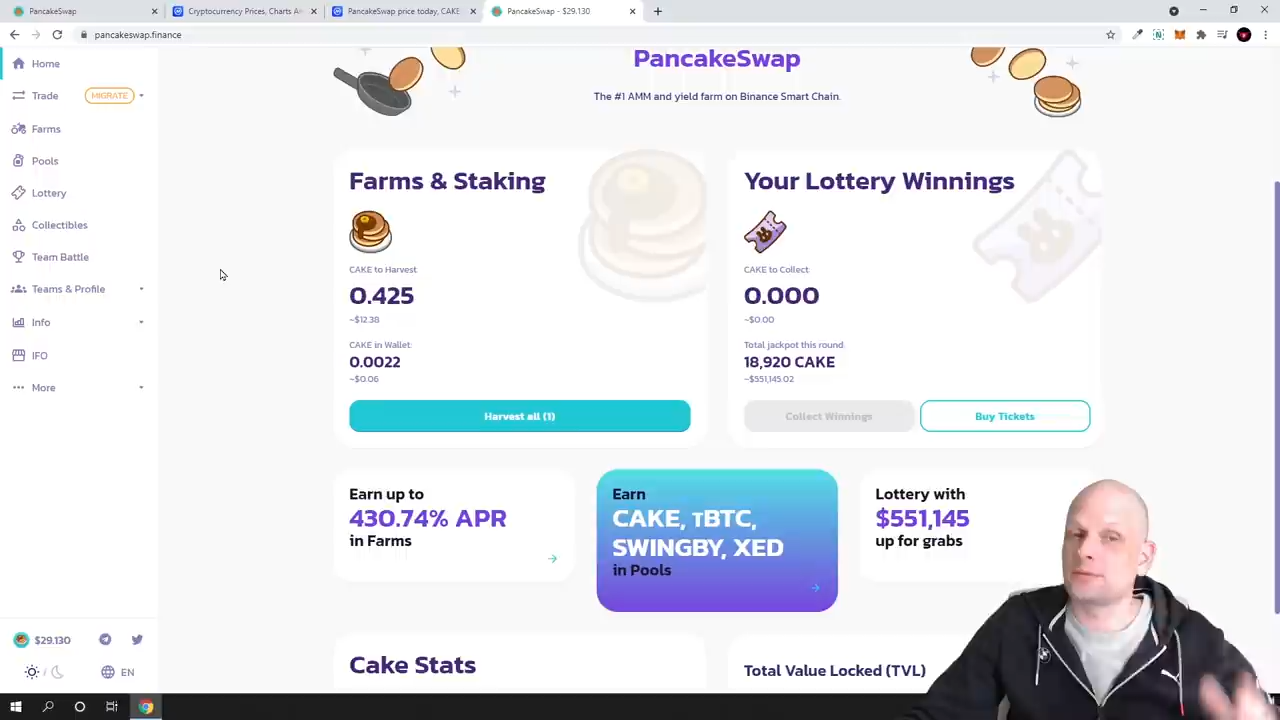 PancakeSwap
Cryptocurrency Prices, Charts A
PancakeSwap price today, CAKE
PancakeSwap - $29.130
pancakeswap.finance
Home
Trade
MIGRATE
Farms
Pools
Lottery
Collectibles
Team Battle
Teams & Profile
Info
IFO
More
$29.130
EN
PancakeSwap
The #1 AMM and yield farm on Binance Smart Chain.
Farms & Staking
CAKE to Harvest
0.425
~$12.38
CAKE in Wallet:
0.0022
~$0.06
Harvest all (1)
Your Lottery Winnings
CAKE to Collect
0.000
~$0.00
Total jackpot this round:
18,920 CAKE
~$551,145.02
Collect Winnings
Buy Tickets
Earn up to
430.74% APR
in Farms
Earn
CAKE, τBTC,
SWINGBY, XED
in Pools
Lottery with
$551,145
up for grabs
Cake Stats
Total Value Locked (TVL)